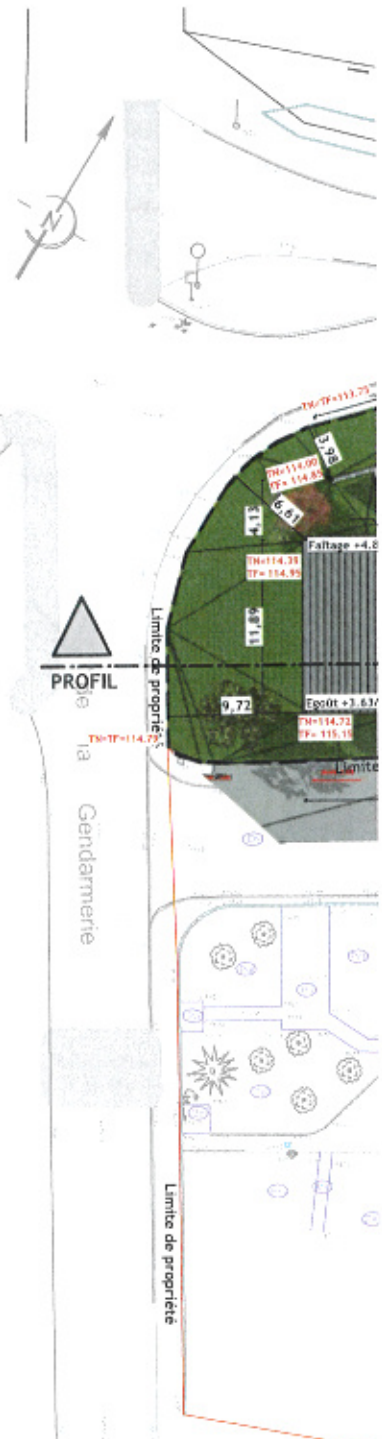 N
TN=TF=113.75
3,98
TN=114.00
TF= 114.85
6,61
4,13
Faîtage +4.8
TN=114.35
TF= 114.95
11,89
Limite de propriété
PROFIL
de la Gendarmerie
9,72
Egoût +3.63/
TN=114.72
TF= 115.15
TN=TF=114.79
Limite
Limite de propriété